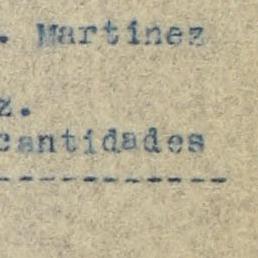 . Martinez
z.
cantidades
---------